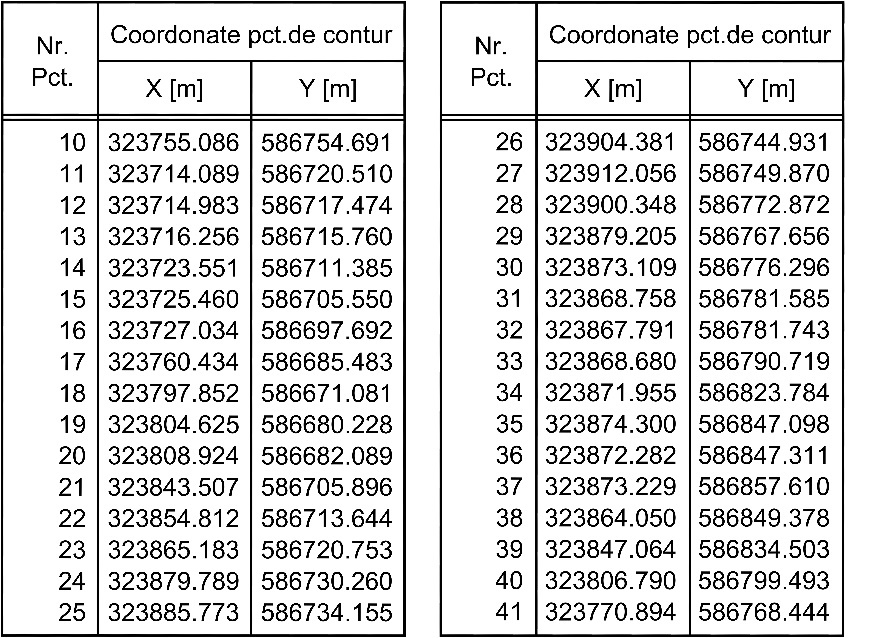 Nr. Pct. Coordonate pct.de contur
X [m] Y [m]
10 323755.086 586754.691
11 323714.089 586720.510
12 323714.983 586717.474
13 323716.256 586715.760
14 323723.551 586711.385
15 323725.460 586705.550
16 323727.034 586697.692
17 323760.434 586685.483
18 323797.852 586671.081
19 323804.625 586680.228
20 323808.924 586682.089
21 323843.507 586705.896
22 323854.812 586713.644
23 323865.183 586720.753
24 323879.789 586730.260
25 323885.773 586734.155
Nr. Pct. Coordonate pct.de contur
X [m] Y [m]
26 323904.381 586744.931
27 323912.056 586749.870
28 323900.348 586772.872
29 323879.205 586767.656
30 323873.109 586776.296
31 323868.758 586781.585
32 323867.791 586781.743
33 323868.680 586790.719
34 323871.955 586823.784
35 323874.300 586847.098
36 323872.282 586847.311
37 323873.229 586857.610
38 323864.050 586849.378
39 323847.064 586834.503
40 323806.790 586799.493
41 323770.894 586768.444